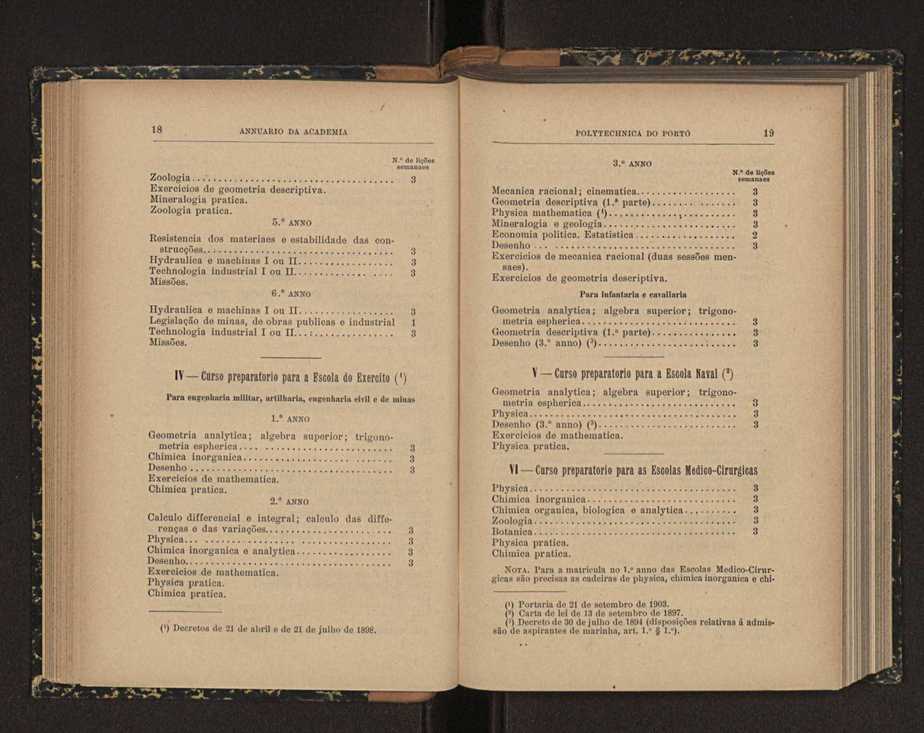 18 ANNUARIO DA ACADEMIA
N.º de lições
semanaes
Zoologia.................................. 3
Exercicios de geometria descriptiva.
Mineralogia pratica.
Zoologia pratica.
5.º ANNO
Resistencia dos materiaes e estabilidade das con-
strucções.................................. 3
Hydraulica e machinas I ou II................ 3
Technologia industrial I ou II................ 3
Missões.
6.º ANNO
Hydraulica e machinas I ou II................ 3
Legislação de minas, de obras publicas e industrial 1
Technologia industrial I ou II................ 3
Missões.
IV — Curso preparatorio para a Escola do Exercito (¹)
Para engenharia militar, artilharia, engenharia civil e de minas
1.º ANNO
Geometria analytica; algebra superior; trigono-
metria espherica............................ 3
Chimica inorganica.......................... 3
Desenho .................................... 3
Exercicios de mathematica.
Chimica pratica.
2.º ANNO
Calculo differencial e integral; calculo das diffe-
renças e das variações...................... 3
Physica..................................... 3
Chimica inorganica e analytica................ 3
Desenho..................................... 3
Exercicios de mathematica.
Physica pratica.
Chimica pratica.
(¹) Decretos de 21 de abril e de 21 de julho de 1898.
POLYTECHNICA DO PORTO 19
3.º ANNO
N.º de lições
semanaes
Mecanica racional; cinematica.................. 3
Geometria descriptiva (1.ª parte)................ 3
Physica mathematica (¹)...................... 3
Mineralogia e geologia........................ 3
Economia politica. Estatistica .................. 2
Desenho .................................... 3
Exercicios de mecanica racional (duas sessões men-
saes).
Exercicios de geometria descriptiva.
Para infantaria e cavallaria
Geometria analytica; algebra superior; trigono-
metria espherica............................ 3
Geometria descriptiva (1.ª parte)................ 3
Desenho (3.º anno) (²)........................ 3
V — Curso preparatorio para a Escola Naval (³)
Geometria analytica; algebra superior; trigono-
metria espherica............................ 3
Physica..................................... 3
Desenho (3.º anno) (²)........................ 3
Exercicios de mathematica.
Physica pratica.
VI — Curso preparatorio para as Escolas Medico-Cirurgicas
Physica..................................... 3
Chimica inorganica.......................... 3
Chimica organica, biologica e analytica.......... 3
Zoologia.................................... 3
Botanica.................................... 3
Physica pratica.
Chimica pratica.
NOTA. Para a matricula no 1.º anno das Escolas Medico-Cirur-
gicas são precisas as cadeiras de physica, chimica inorganica e chi-
(¹) Portaria de 21 de setembro de 1903.
(²) Carta de lei de 13 de setembro de 1897.
(³) Decreto de 30 de julho de 1894 (disposições relativas á admis-
são de aspirantes de marinha, art. 1.º § 1.º).